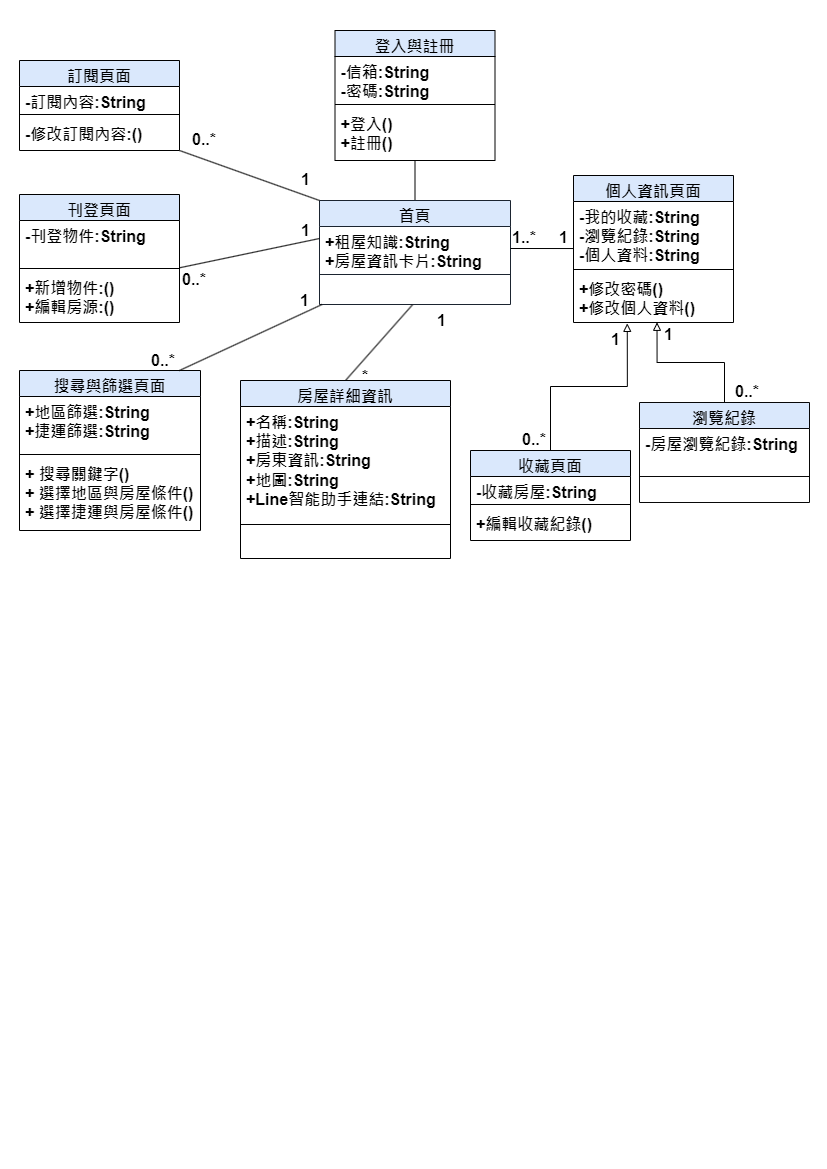 登入與註冊
-信箱:String
-密碼:String
+登入()
+註冊()
訂閱頁面
-訂閱內容:String
-修改訂閱內容:()
0..*
1
刊登頁面
-刊登物件:String
+新增物件:()
+編輯房源:()
1
0..*
首頁
+租屋知識:String
+房屋資訊卡片:String
1..*
1
個人資訊頁面
-我的收藏:String
-瀏覽紀錄:String
-個人資料:String
+修改密碼()
+修改個人資料()
1
0..*
搜尋與篩選頁面
+地區篩選:String
+捷運篩選:String
+ 搜尋關鍵字()
+ 選擇地區與房屋條件()
+ 選擇捷運與房屋條件()
1
*
房屋詳細資訊
+名稱:String
+描述:String
+房東資訊:String
+地圖:String
+Line智能助手連結:String
1
0..*
收藏頁面
-收藏房屋:String
+編輯收藏紀錄()
1
0..*
瀏覽紀錄
-房屋瀏覽紀錄:String